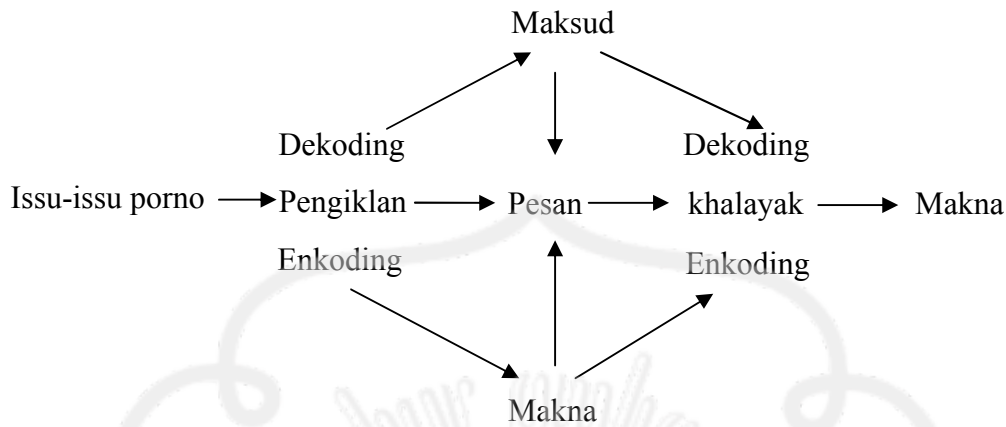 Maksud
Dekoding Dekoding
Issu-issu porno Pengiklan Pesan khalayak Makna
Enkoding Enkoding
Makna